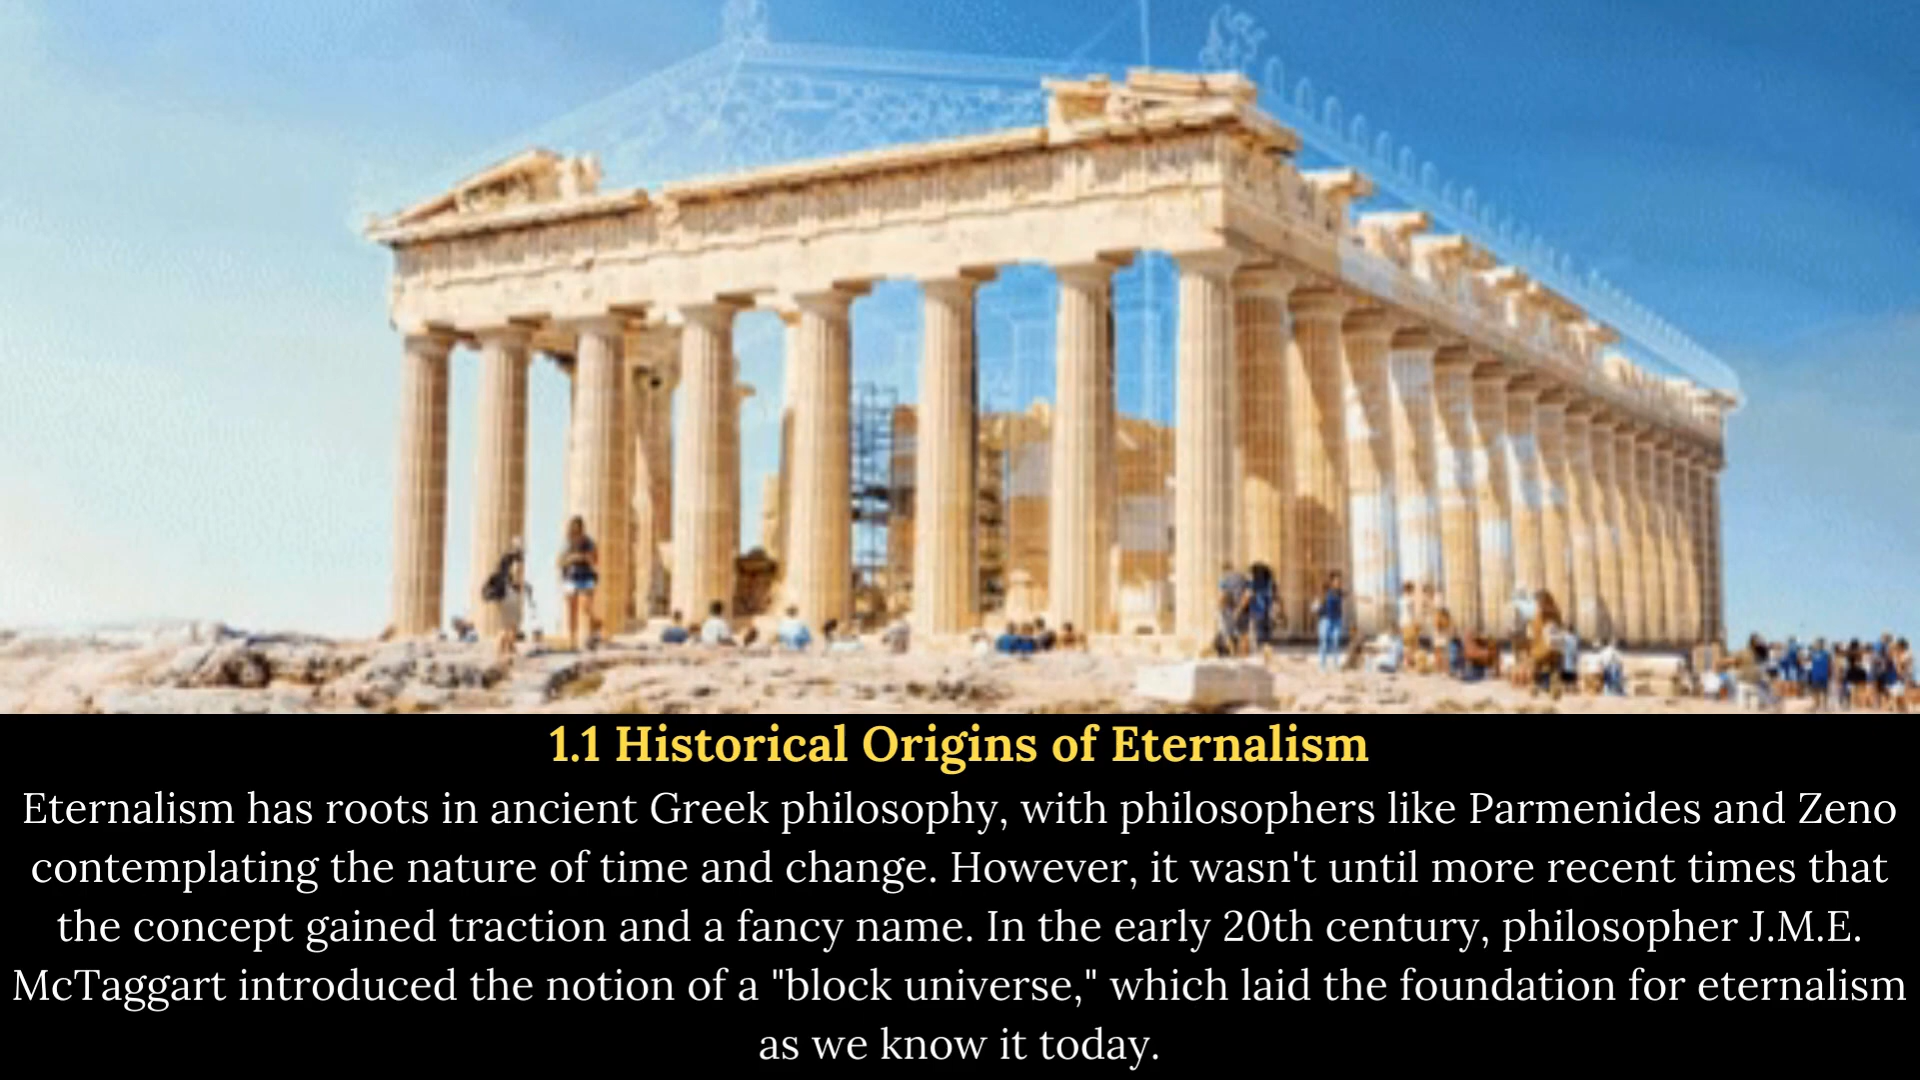 1.1 Historical Origins of Eternalism
Eternalism has roots in ancient Greek philosophy, with philosophers like Parmenides and Zeno
contemplating the nature of time and change. However, it wasn't until more recent times that
the concept gained traction and a fancy name. In the early 20th century, philosopher J.M.E.
McTaggart introduced the notion of a "block universe," which laid the foundation for eternalism
as we know it today.